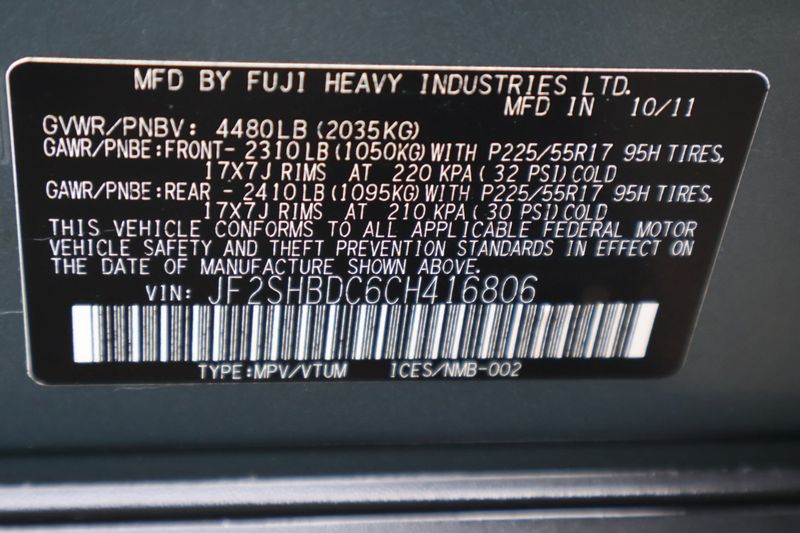 MFD BY FUJI HEAVY INDUSTRIES LTD.
MFD IN 10/11
GVWR/PNBV: 4480LB (2035KG)
GAWR/PNBE:FRONT- 2310LB (1050KG) WITH P225/55R17 95H TIRES,
17X7J RIMS AT 220 KPA (32 PSI) COLD
GAWR/PNBE:REAR - 2410LB (1095KG) WITH P225/55R17 95H TIRES,
17X7J RIMS AT 210 KPA (30 PSI) COLD
THIS VEHICLE CONFORMS TO ALL APPLICABLE FEDERAL MOTOR
VEHICLE SAFETY AND THEFT PREVENTION STANDARDS IN EFFECT ON
THE DATE OF MANUFACTURE SHOWN ABOVE.
VIN: JF2SHBDC6CH416806
TYPE:MPV/VTUM ICES/NMB-002